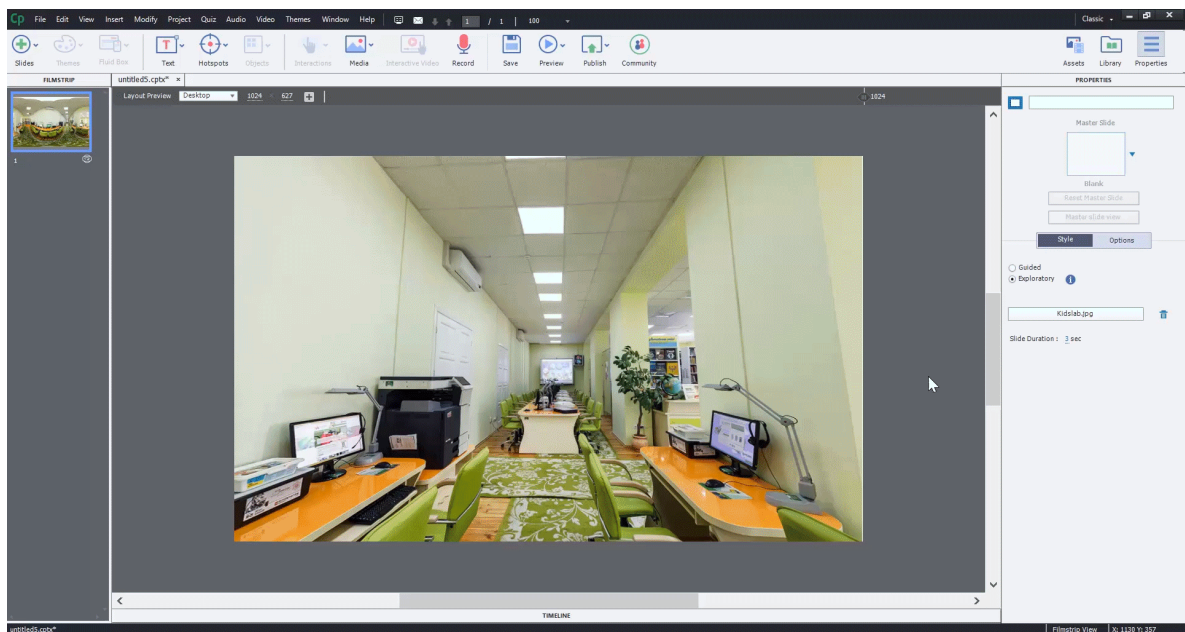 Cp File Edit View Insert Modify Project Quiz Audio Video Themes Window Help 1 / 1 100 Classic
Slides Themes Fluid Box Text Hotspots Objects Interactions Media Interactive Video Record Save Preview Publish Community Assets Library Properties
FILMSTRIP untitled5.cptx* × PROPERTIES
Layout Preview Desktop 1024 × 627 1024
Master Slide
1
Blank
Reset Master Slide
Master slide view
Style Options
Guided
Exploratory
Kidslab.jpg
Slide Duration : 3 sec
TIMELINE
untitled5.cptx* Filmstrip View X: 1130 Y: 357